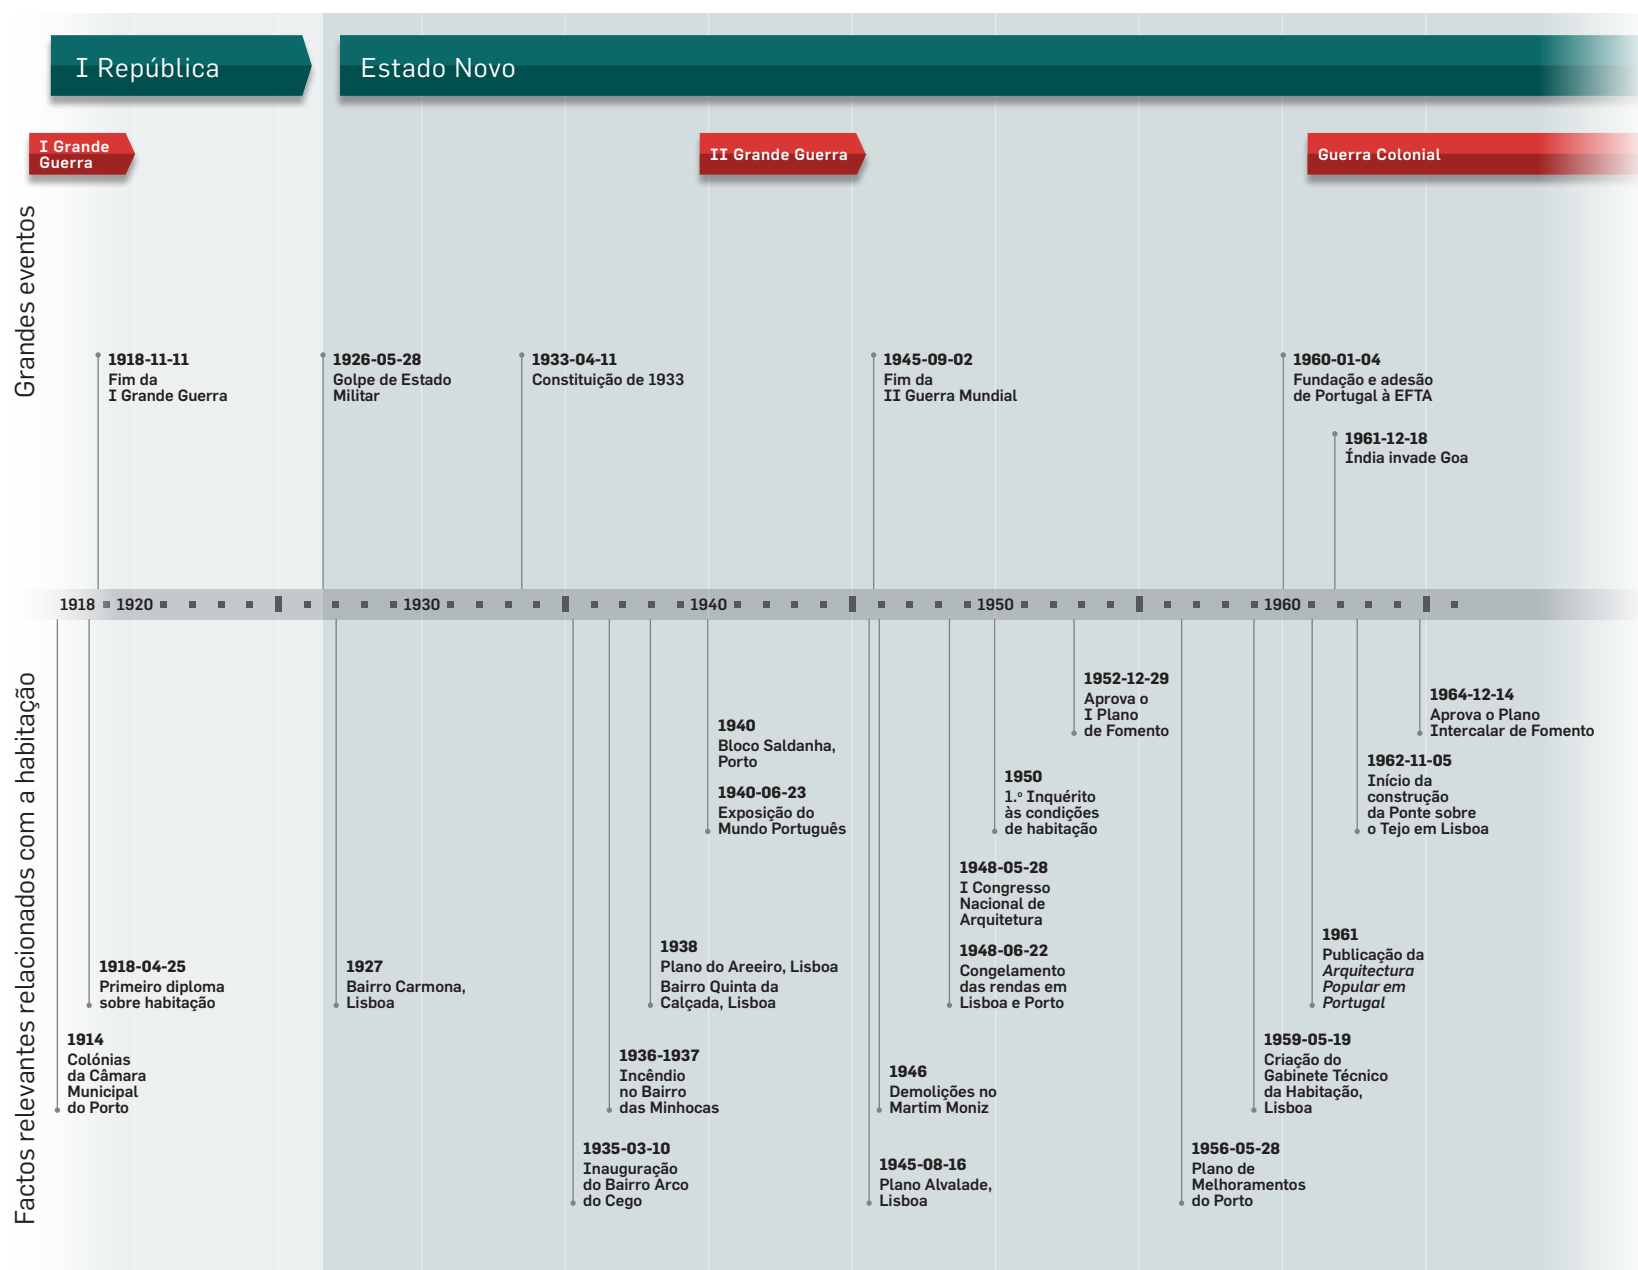 I República
Estado Novo
I Grande
Guerra
II Grande Guerra
Guerra Colonial
Grandes eventos
1918-11-11
Fim da
I Grande Guerra
1926-05-28
Golpe de Estado
Militar
1933-04-11
Constituição de 1933
1945-09-02
Fim da
II Guerra Mundial
1960-01-04
Fundação e adesão
de Portugal à EFTA
1961-12-18
Índia invade Goa
1918 1920 1930 1940 1950 1960
Factos relevantes relacionados com a habitação
1914
Colónias
da Câmara
Municipal
do Porto
1918-04-25
Primeiro diploma
sobre habitação
1927
Bairro Carmona,
Lisboa
1935-03-10
Inauguração
do Bairro Arco
do Cego
1936-1937
Incêndio
no Bairro
das Minhocas
1938
Plano do Areeiro, Lisboa
Bairro Quinta da
Calçada, Lisboa
1940
Bloco Saldanha,
Porto
1940-06-23
Exposição do
Mundo Português
1945-08-16
Plano Alvalade,
Lisboa
1946
Demolições no
Martim Moniz
1948-05-28
I Congresso
Nacional de
Arquitetura
1948-06-22
Congelamento
das rendas em
Lisboa e Porto
1950
1.º Inquérito
às condições
de habitação
1952-12-29
Aprova o
I Plano
de Fomento
1956-05-28
Plano de
Melhoramentos
do Porto
1959-05-19
Criação do
Gabinete Técnico
da Habitação,
Lisboa
1961
Publicação da
Arquitectura
Popular em
Portugal
1962-11-05
Início da
construção
da Ponte sobre
o Tejo em Lisboa
1964-12-14
Aprova o Plano
Intercalar de Fomento